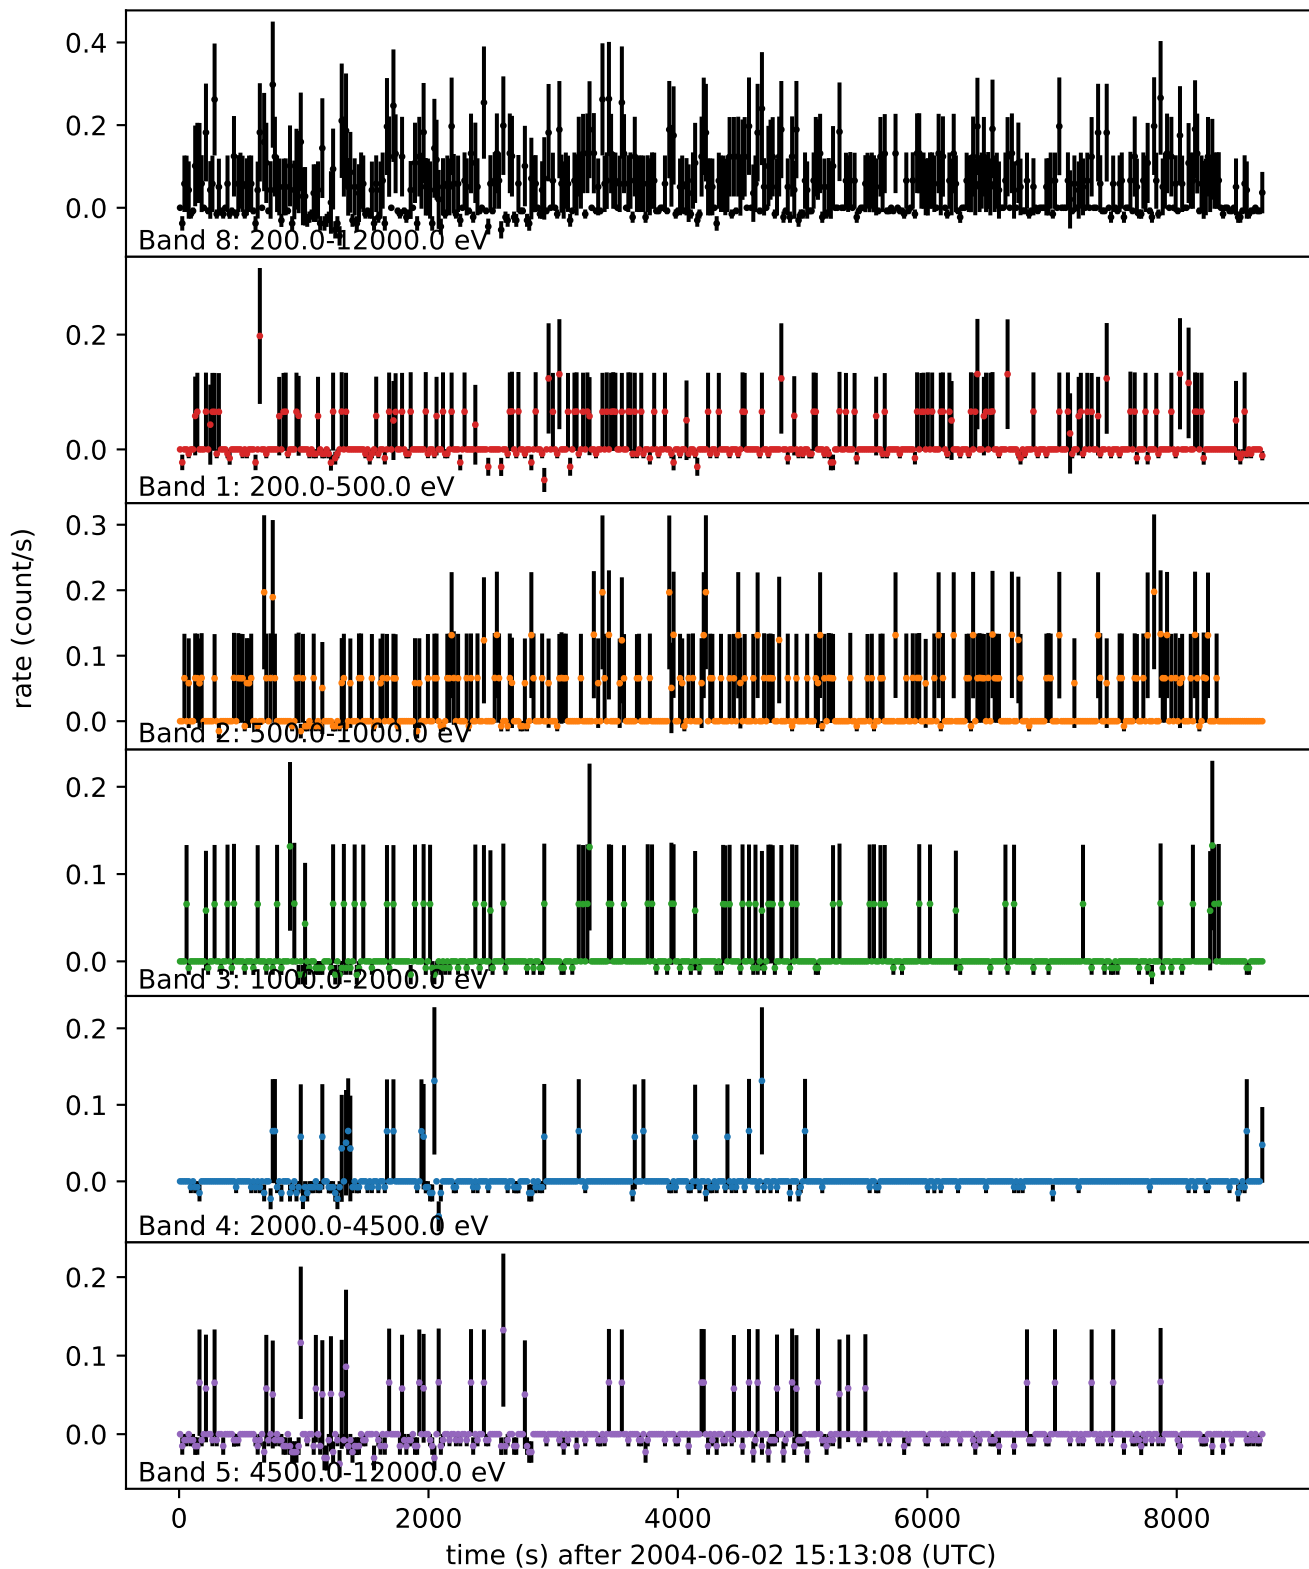 0.4
0.2
0.0
Band 8: 200.0-12000.0 eV
0.2
0.0
Band 1: 200.0-500.0 eV
0.3
0.2
0.1
0.0
Band 2: 500.0-1000.0 eV
rate (count/s)
0.2
0.1
0.0
Band 3: 1000.0-2000.0 eV
0.2
0.1
0.0
Band 4: 2000.0-4500.0 eV
0.2
0.1
0.0
Band 5: 4500.0-12000.0 eV
0 2000 4000 6000 8000
time (s) after 2004-06-02 15:13:08 (UTC)